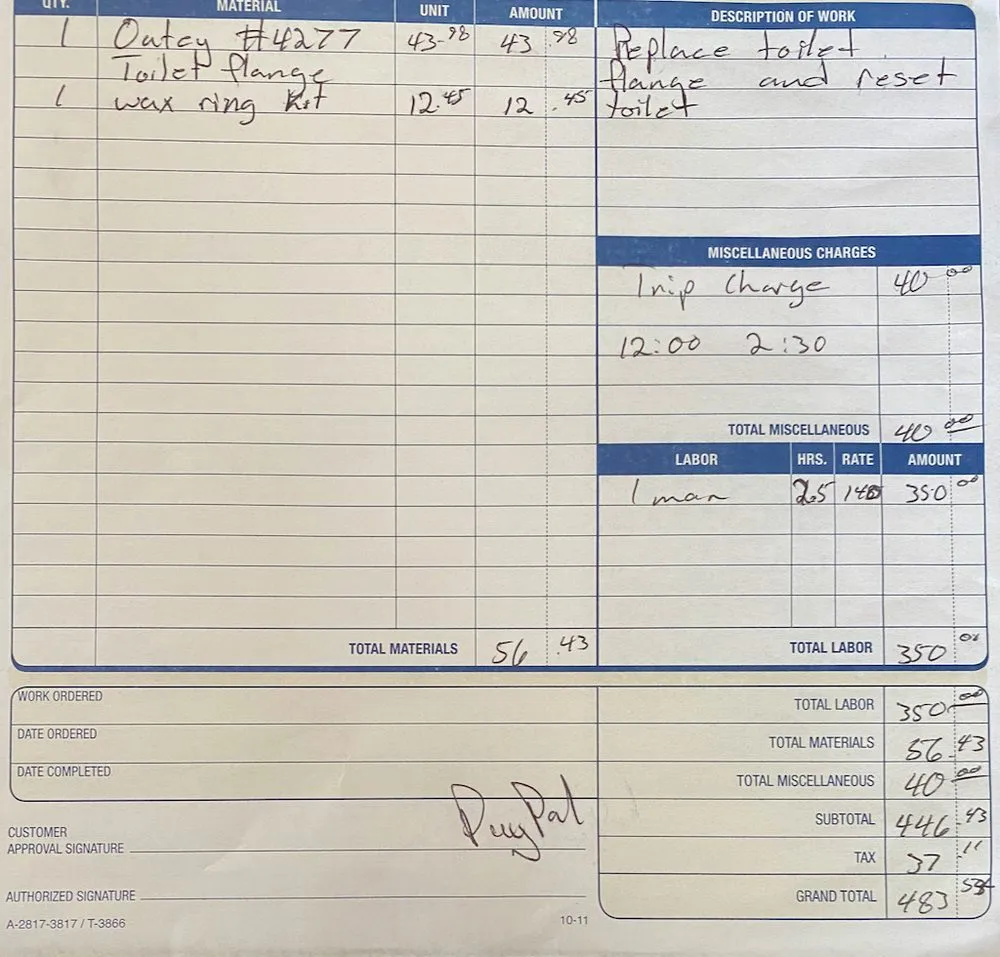 QTY. MATERIAL UNIT AMOUNT
1 Oatey #4277 43.98 43 .98
Toilet flange
1 wax ring kit 12.45 12 .45
TOTAL MATERIALS 56 .43
DESCRIPTION OF WORK
Replace toilet
flange and reset
toilet
MISCELLANEOUS CHARGES
Trip Charge 40 00
12:00 2:30
TOTAL MISCELLANEOUS 40 00
LABOR HRS. RATE AMOUNT
1 man 2.5 140 350 00
TOTAL LABOR 350 00
WORK ORDERED
DATE ORDERED
DATE COMPLETED
PayPal
CUSTOMER
APPROVAL SIGNATURE
AUTHORIZED SIGNATURE
A-2817-3817 / T-3866 10-11
TOTAL LABOR 350 00
TOTAL MATERIALS 56.43
TOTAL MISCELLANEOUS 40 00
SUBTOTAL 446.43
TAX 37 .11
GRAND TOTAL 483 54